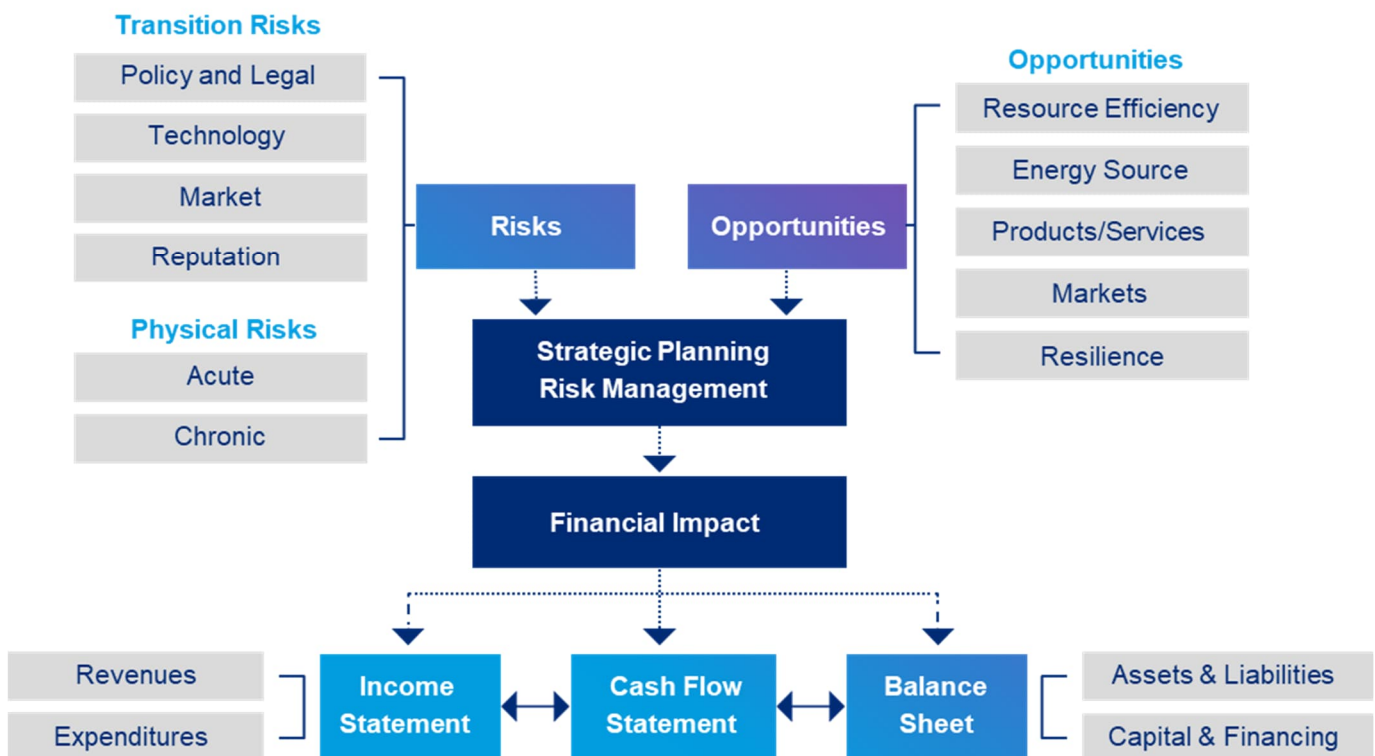 Transition Risks
Policy and Legal
Technology
Market
Reputation
Physical Risks
Acute
Chronic
Risks
Opportunities
Opportunities
Resource Efficiency
Energy Source
Products/Services
Markets
Resilience
Strategic Planning
Risk Management
Financial Impact
Revenues
Expenditures
Income
Statement
Cash Flow
Statement
Balance
Sheet
Assets & Liabilities
Capital & Financing